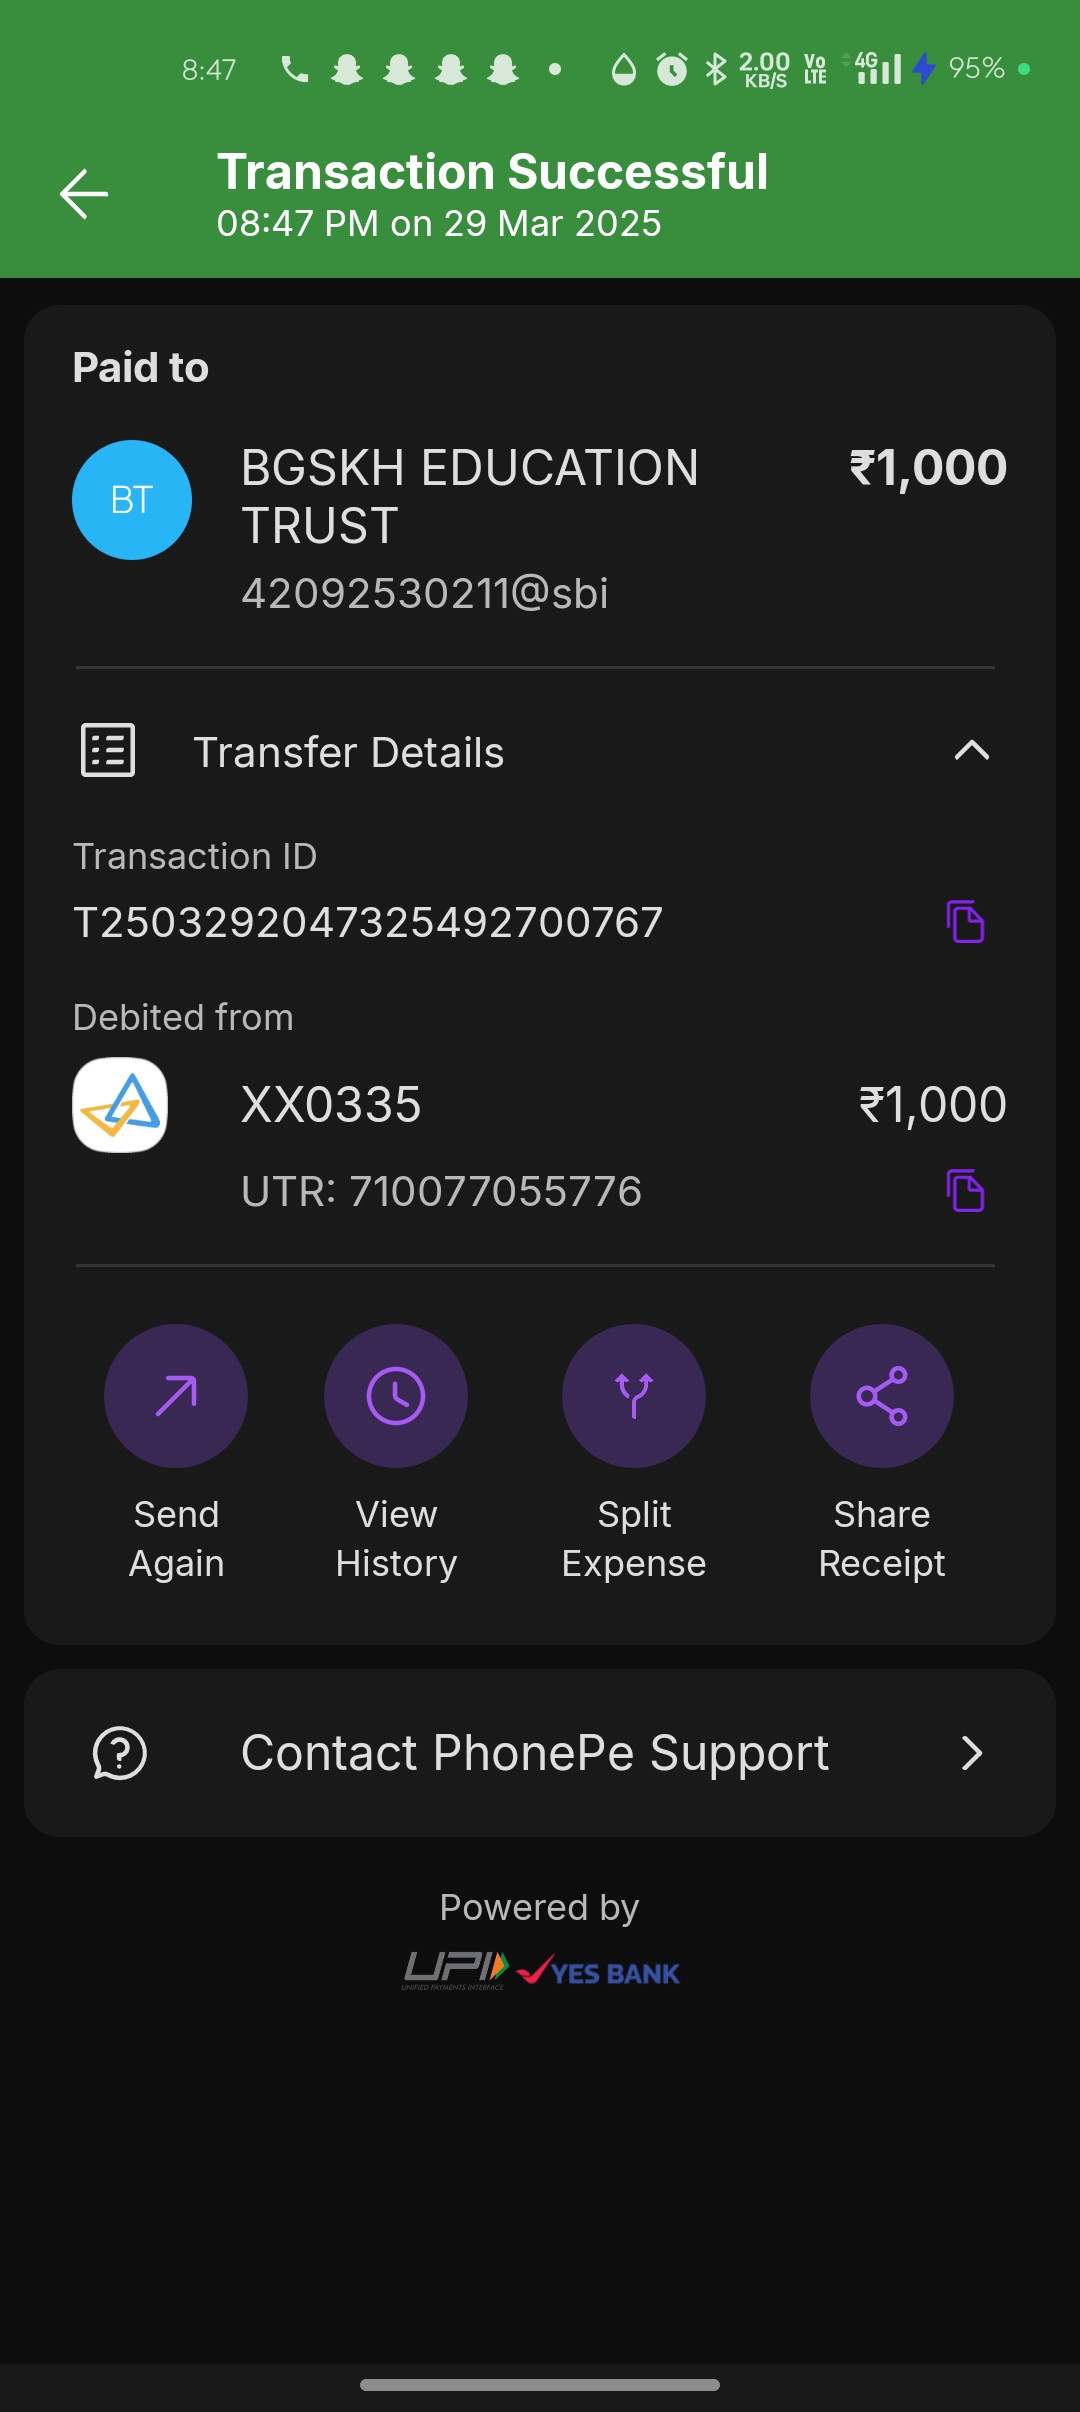 8:47 2.00 KB/S Vo LTE 4G 95%
Transaction Successful
08:47 PM on 29 Mar 2025
Paid to
BT
BGSKH EDUCATION ₹1,000
TRUST
42092530211@sbi
Transfer Details
Transaction ID
T2503292047325492700767
Debited from
XX0335 ₹1,000
UTR: 710077055776
Send View Split Share
Again History Expense Receipt
Contact PhonePe Support
Powered by
UPI YES BANK
UNIFIED PAYMENTS INTERFACE